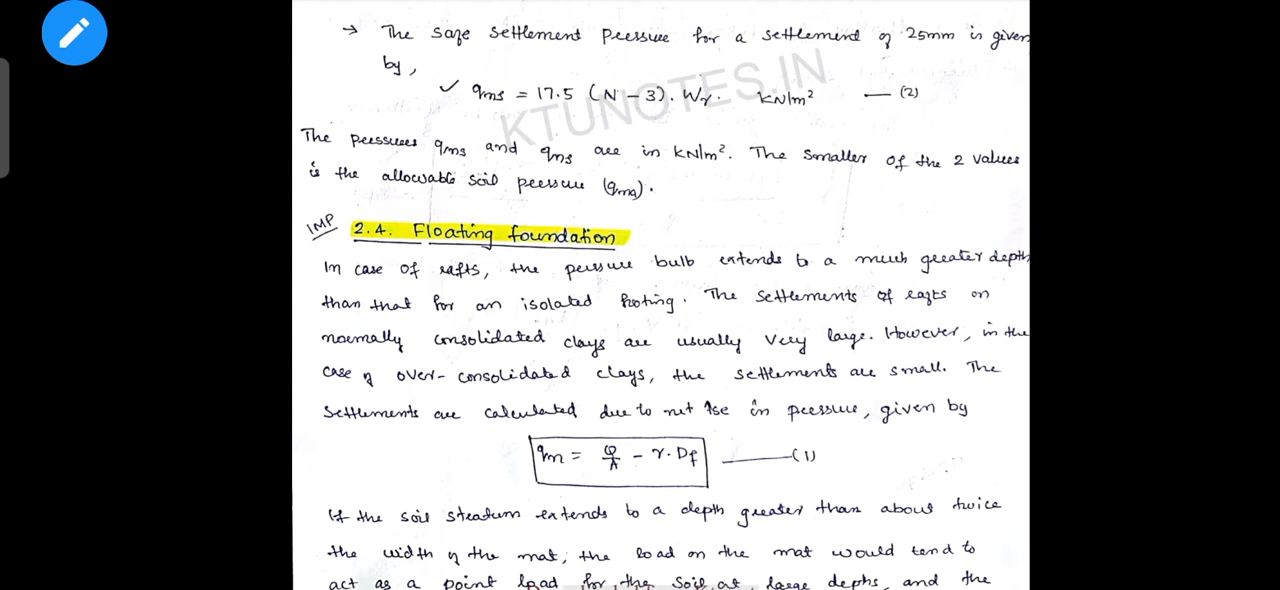 → The safe settlement pressure for a settlement of 25mm is given
by,
✓ qns = 17.5 (N - 3). Wγ. kN/m² — (2)
KTUNOTES.IN
The pressures qns and qns are in kN/m². The smaller of the 2 values
is the allowable soil pressure (qna).
IMP 2.4. Floating foundation
In case of rafts, the pressure bulb extends to a much greater depth
than that for an isolated footing. The settlements of rafts on
normally consolidated clays are usually very large. However, in the
case of over-consolidated clays, the settlements are small. The
settlements are calculated due to net ↑se in pressure, given by
qn = Q/A - γ. Df —(1)
If the soil stratum extends to a depth greater than about twice
the width of the mat, the load on the mat would tend to
act as a point load for the soil at large depths, and the